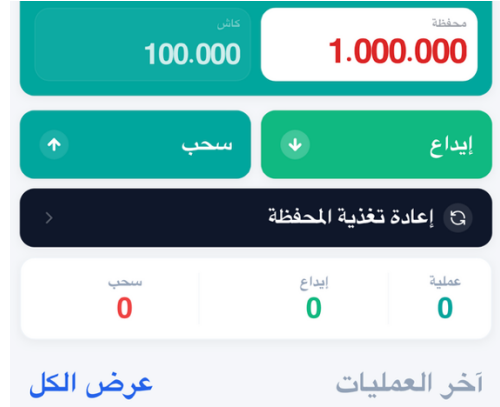 محفظة كاش
1.000.000 100.000
إيداع سحب
إعادة تغذية المحفظة
عملية إيداع سحب
0 0 0
آخر العمليات عرض الكل